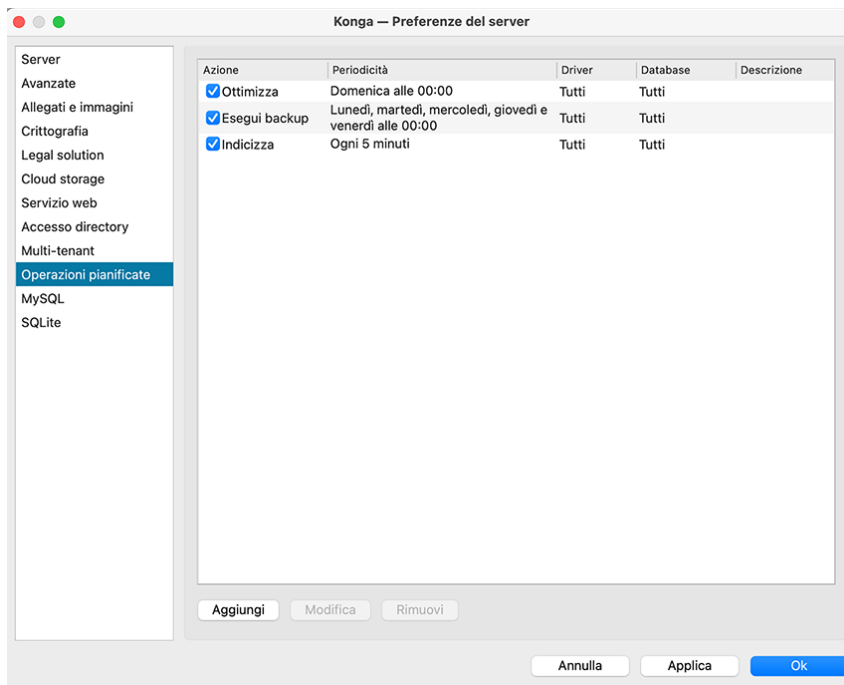 Konga — Preferenze del server
Server
Avanzate
Allegati e immagini
Crittografia
Legal solution
Cloud storage
Servizio web
Accesso directory
Multi-tenant
Operazioni pianificate
MySQL
SQLite
Azione Periodicità Driver Database Descrizione
Ottimizza Domenica alle 00:00 Tutti Tutti
Esegui backup Lunedì, martedì, mercoledì, giovedì e
venerdì alle 00:00 Tutti Tutti
Indicizza Ogni 5 minuti Tutti Tutti
Aggiungi Modifica Rimuovi
Annulla Applica Ok